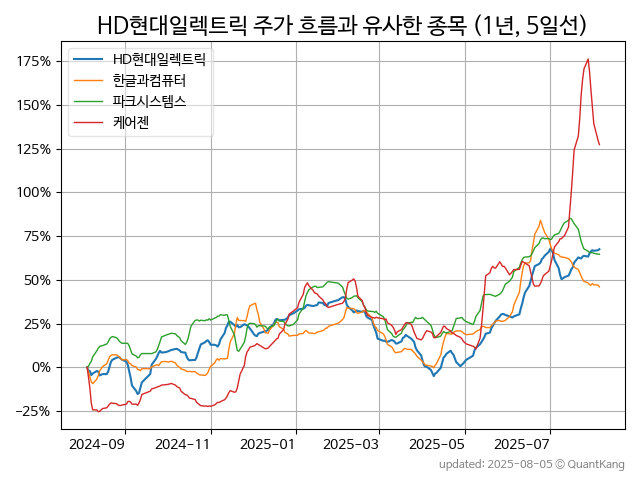 HD현대일렉트릭 주가 흐름과 유사한 종목 (1년, 5일선)
HD현대일렉트릭
한글과컴퓨터
파크시스템스
케어젠
175%
150%
125%
100%
75%
50%
25%
0%
−25%
2024-09 2024-11 2025-01 2025-03 2025-05 2025-07
updated: 2025-08-05 © QuantKang